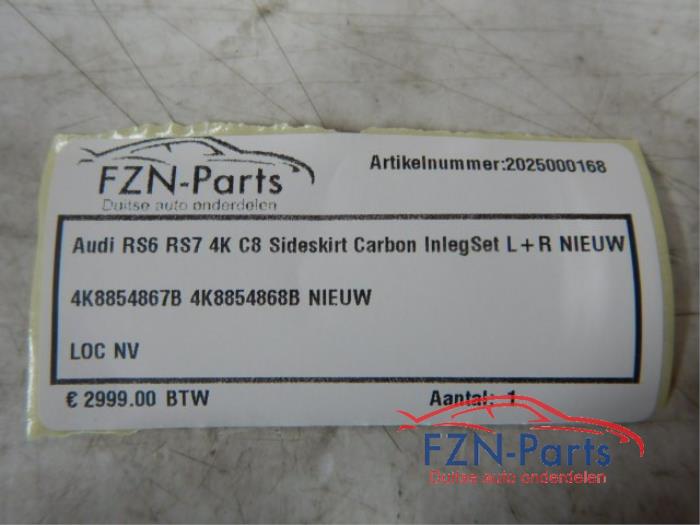 FZN-Parts
Duitse auto onderdelen
Artikelnummer:2025000168
Audi RS6 RS7 4K C8 Sideskirt Carbon InlegSet L+R NIEUW
4K8854867B 4K8854868B NIEUW
LOC NV
€ 2999.00 BTW
Aantal: 1
FZN-Parts
Duitse auto onderdelen